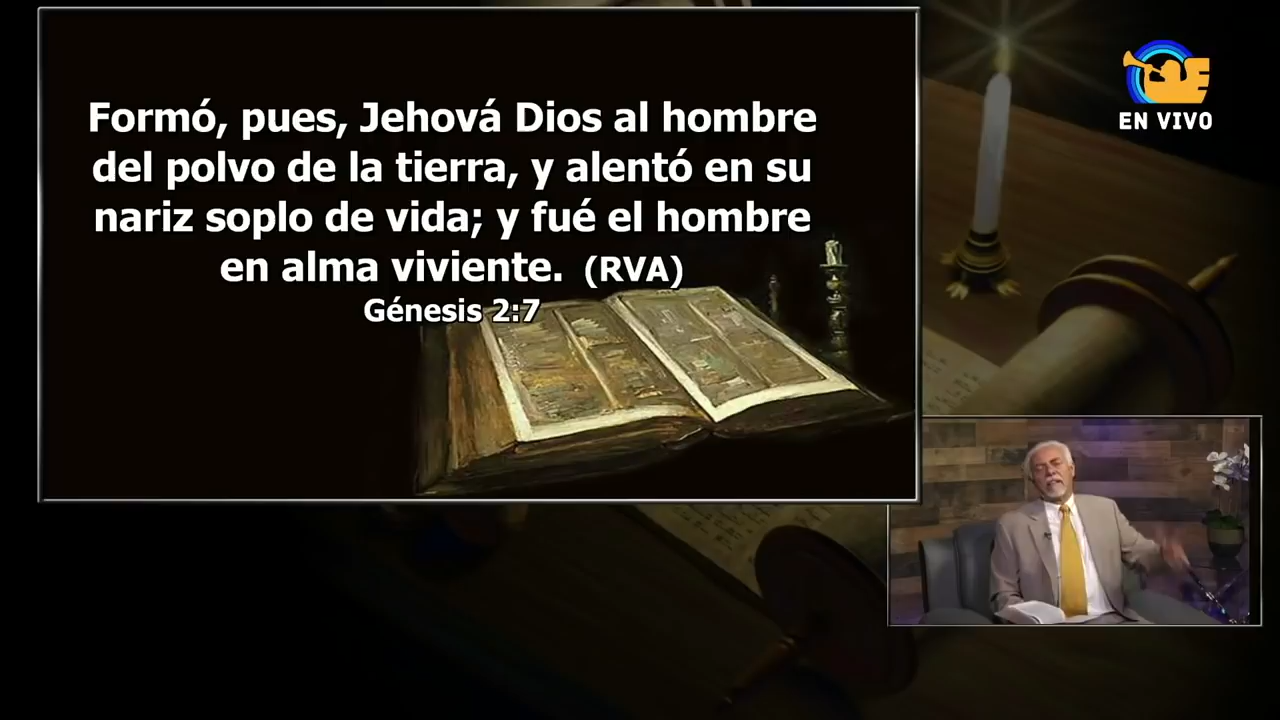 Formó, pues, Jehová Dios al hombre
del polvo de la tierra, y alentó en su
nariz soplo de vida; y fué el hombre
en alma viviente. (RVA)
Génesis 2:7
EN VIVO